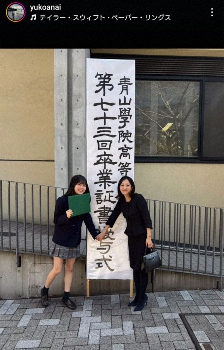 yukoanai
♫ テイラー・スウィフト・ペーパー・リングス
青山學院高等
第七十三回卒業証書
与式